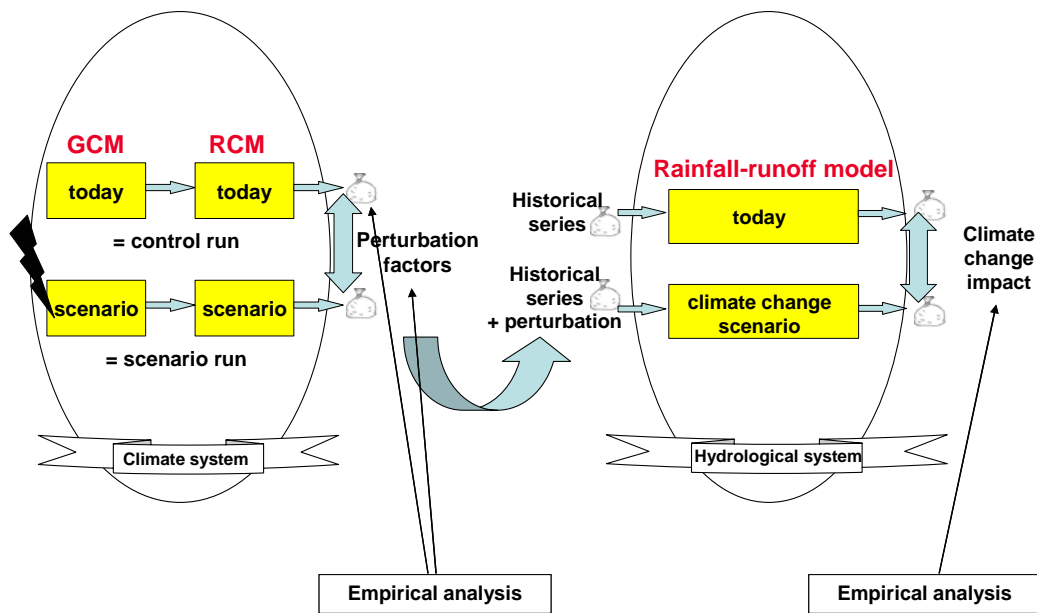 GCM
RCM
today
today
= control run
scenario
scenario
= scenario run
Perturbation
factors
Climate system
Historical
series
Historical
series
+ perturbation
Rainfall-runoff model
today
climate change
scenario
Climate
change
impact
Hydrological system
Empirical analysis
Empirical analysis